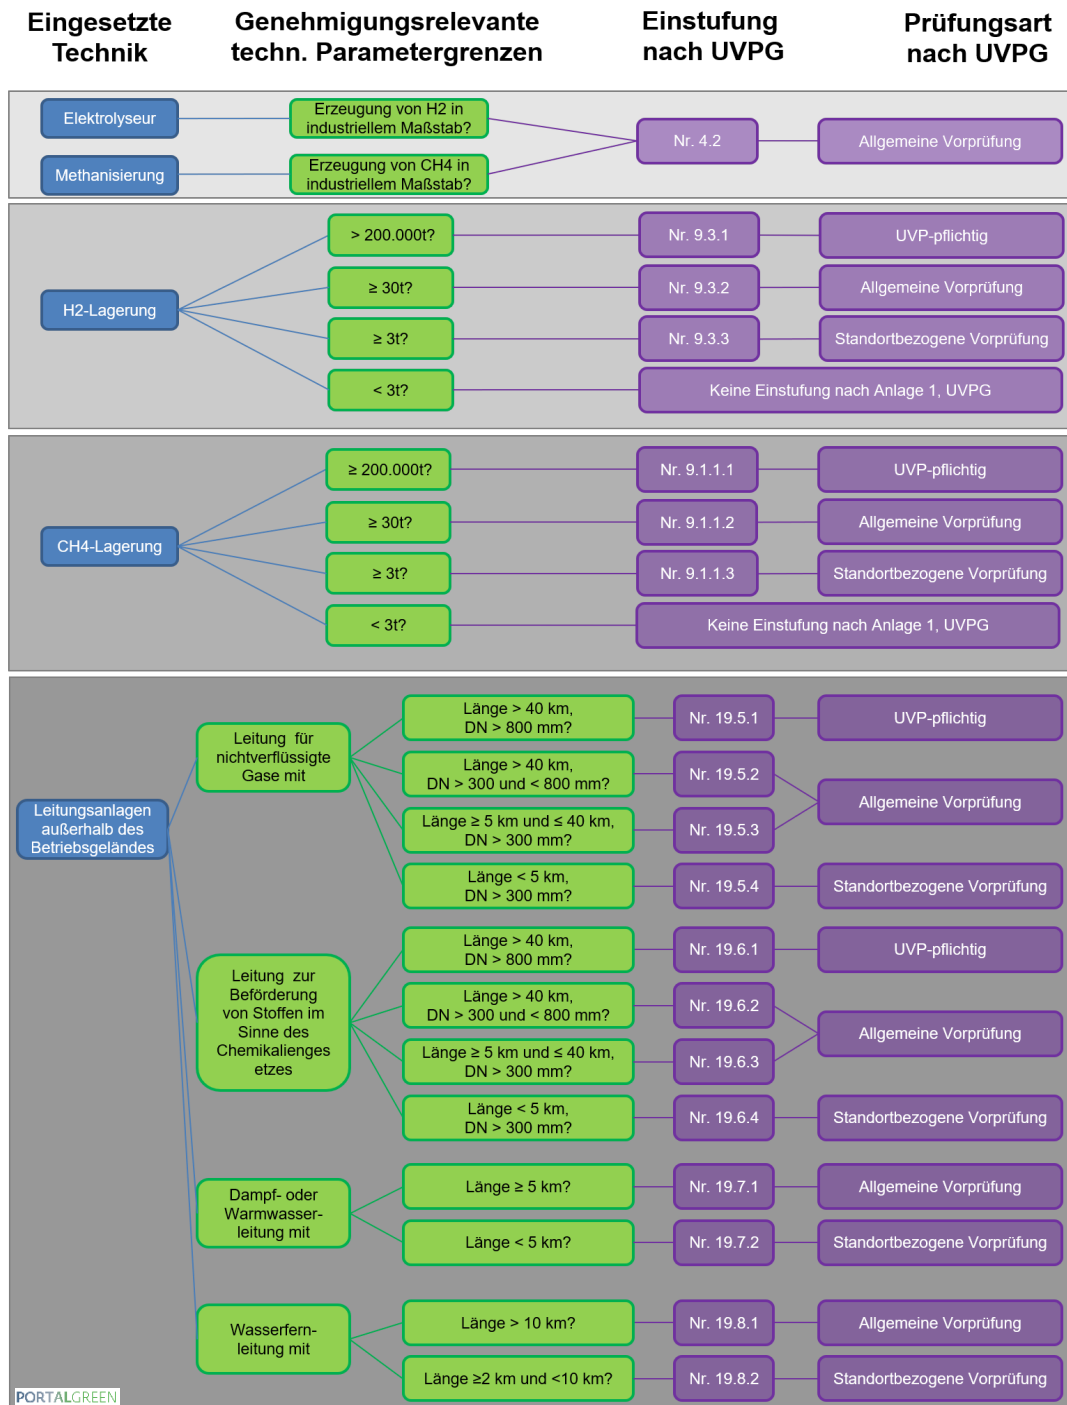 Eingesetzte
Technik
Genehmigungsrelevante
techn. Parametergrenzen
Einstufung
nach UVPG
Prüfungsart
nach UVPG
Elektrolyseur
Erzeugung von H2 in
industriellem Maßstab?
Methanisierung
Erzeugung von CH4 in
industriellem Maßstab?
Nr. 4.2
Allgemeine Vorprüfung
H2-Lagerung
> 200.000t?
Nr. 9.3.1
UVP-pflichtig
≥ 30t?
Nr. 9.3.2
Allgemeine Vorprüfung
≥ 3t?
Nr. 9.3.3
Standortbezogene Vorprüfung
< 3t?
Keine Einstufung nach Anlage 1, UVPG
CH4-Lagerung
≥ 200.000t?
Nr. 9.1.1.1
UVP-pflichtig
≥ 30t?
Nr. 9.1.1.2
Allgemeine Vorprüfung
≥ 3t?
Nr. 9.1.1.3
Standortbezogene Vorprüfung
< 3t?
Keine Einstufung nach Anlage 1, UVPG
Leitungsanlagen
außerhalb des
Betriebsgeländes
Leitung für
nichtverflüssigte
Gase mit
Länge > 40 km,
DN > 800 mm?
Nr. 19.5.1
UVP-pflichtig
Länge > 40 km,
DN > 300 und < 800 mm?
Nr. 19.5.2
Länge ≥ 5 km und ≤ 40 km,
DN > 300 mm?
Nr. 19.5.3
Allgemeine Vorprüfung
Länge < 5 km,
DN > 300 mm?
Nr. 19.5.4
Standortbezogene Vorprüfung
Leitung zur
Beförderung
von Stoffen im
Sinne des
Chemikalienges
etzes
Länge > 40 km,
DN > 800 mm?
Nr. 19.6.1
UVP-pflichtig
Länge > 40 km,
DN > 300 und < 800 mm?
Nr. 19.6.2
Länge ≥ 5 km und ≤ 40 km,
DN > 300 mm?
Nr. 19.6.3
Allgemeine Vorprüfung
Länge < 5 km,
DN > 300 mm?
Nr. 19.6.4
Standortbezogene Vorprüfung
Dampf- oder
Warmwasser-
leitung mit
Länge ≥ 5 km?
Nr. 19.7.1
Allgemeine Vorprüfung
Länge < 5 km?
Nr. 19.7.2
Standortbezogene Vorprüfung
Wasserfern-
leitung mit
Länge > 10 km?
Nr. 19.8.1
Allgemeine Vorprüfung
Länge ≥2 km und <10 km?
Nr. 19.8.2
Standortbezogene Vorprüfung
PORTALGREEN